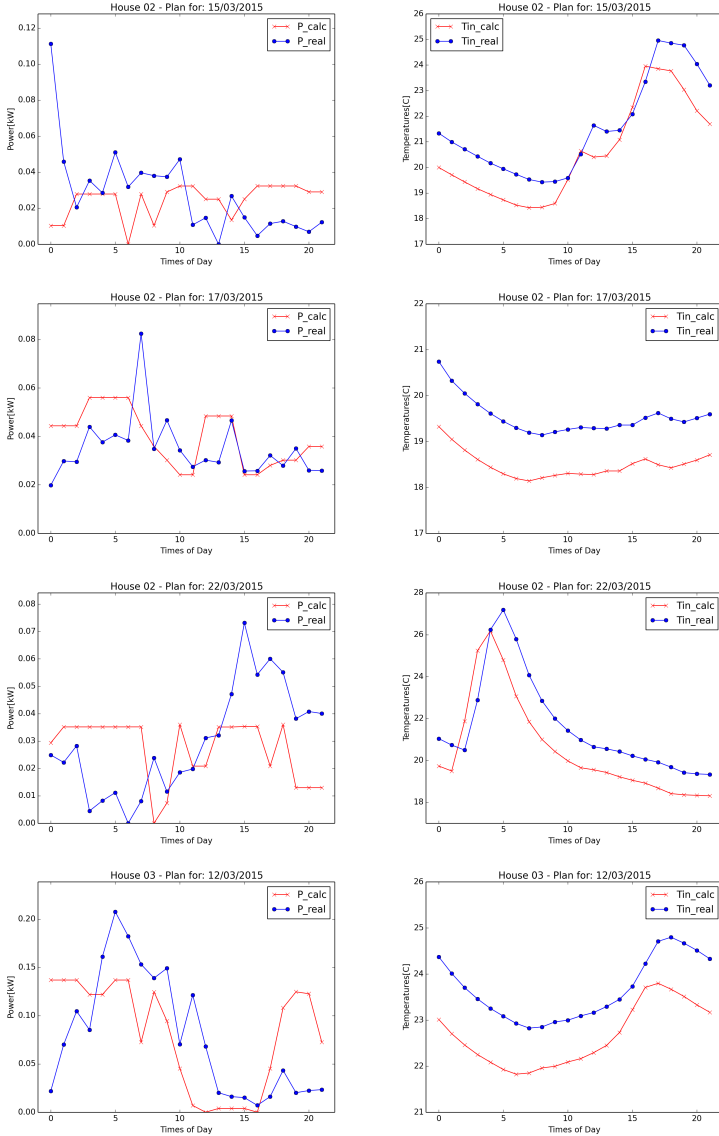 House 02 - Plan for: 15/03/2015
0.12
0.10
0.08
0.06
0.04
0.02
0.00
Power[kW]
P_calc
P_real
0 5 10 15 20
Times of Day
House 02 - Plan for: 15/03/2015
26
25
24
23
22
21
20
19
18
17
Temperatures[C]
Tin_calc
Tin_real
0 5 10 15 20
Times of Day
House 02 - Plan for: 17/03/2015
0.08
0.06
0.04
0.02
0.00
Power[kW]
P_calc
P_real
0 5 10 15 20
Times of Day
House 02 - Plan for: 17/03/2015
22
21
20
19
18
17
Temperatures[C]
Tin_calc
Tin_real
0 5 10 15 20
Times of Day
House 02 - Plan for: 22/03/2015
0.08
0.07
0.06
0.05
0.04
0.03
0.02
0.01
0.00
Power[kW]
P_calc
P_real
0 5 10 15 20
Times of Day
House 02 - Plan for: 22/03/2015
28
26
24
22
20
18
Temperatures[C]
Tin_calc
Tin_real
0 5 10 15 20
Times of Day
House 03 - Plan for: 12/03/2015
0.20
0.15
0.10
0.05
0.00
Power[kW]
P_calc
P_real
0 5 10 15 20
Times of Day
House 03 - Plan for: 12/03/2015
26
25
24
23
22
21
Temperatures[C]
Tin_calc
Tin_real
0 5 10 15 20
Times of Day